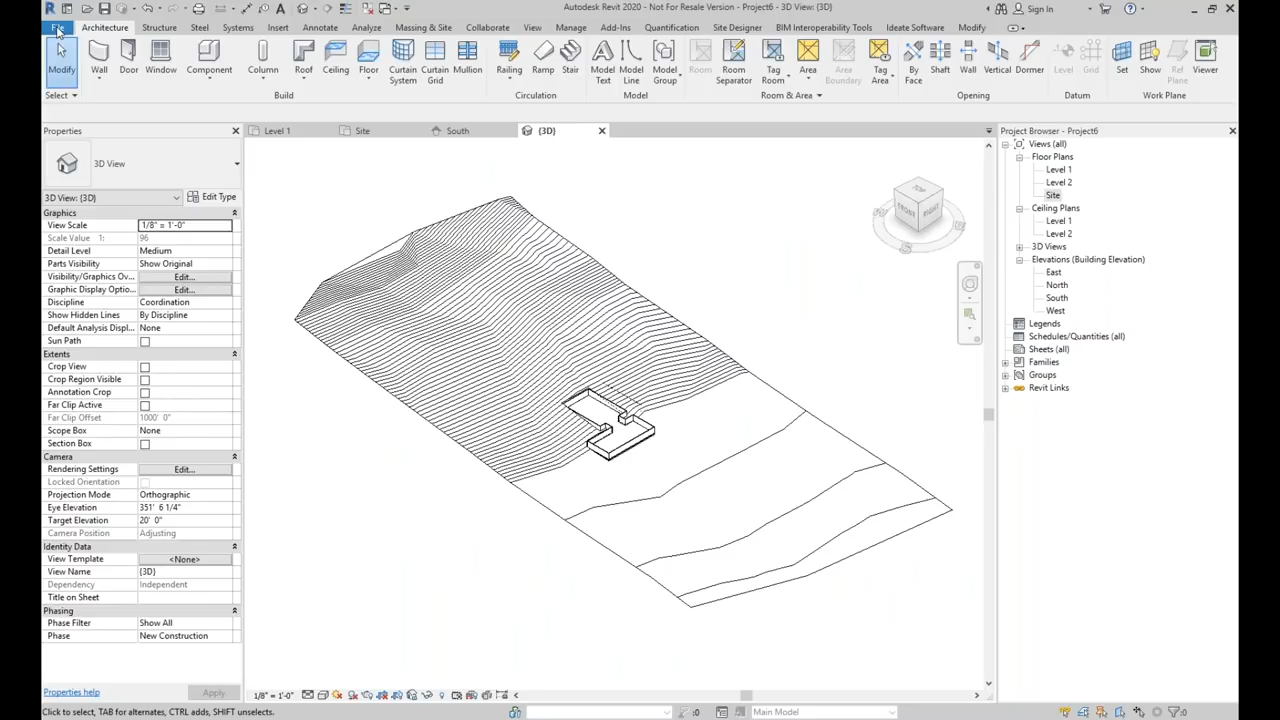 Autodesk Revit 2020 - Not For Resale Version - Project6 - 3D View: {3D}
Sign In
File Architecture Structure Steel Systems Insert Annotate Analyze Massing & Site Collaborate View Manage Add-Ins Quantification Site Designer BIM Interoperability Tools Ideate Software Modify
Modify Wall Door Window Component Column Roof Ceiling Floor Curtain System Curtain Grid Mullion Railing Ramp Stair Model Text Model Line Model Group Room Room Separator Tag Room Area Area Boundary Tag Area By Face Shaft Wall Vertical Dormer Level Grid Set Show Ref Plane Viewer
Select Build Circulation Model Room & Area Opening Datum Work Plane
Properties
Level 1 Site South {3D}
Project Browser - Project6
3D View
3D View: {3D} Edit Type
Graphics
View Scale 1/8" = 1'-0"
Scale Value 1: 96
Detail Level Medium
Parts Visibility Show Original
Visibility/Graphics Ov... Edit...
Graphic Display Optio... Edit...
Discipline Coordination
Show Hidden Lines By Discipline
Default Analysis Displ... None
Sun Path
Extents
Crop View
Crop Region Visible
Annotation Crop
Far Clip Active
Far Clip Offset 1000' 0"
Scope Box None
Section Box
Camera
Rendering Settings Edit...
Locked Orientation
Projection Mode Orthographic
Eye Elevation 351' 6 1/4"
Target Elevation 20' 0"
Camera Position Adjusting
Identity Data
View Template <None>
View Name {3D}
Dependency Independent
Title on Sheet
Phasing
Phase Filter Show All
Phase New Construction
Properties help Apply
TOP
FRONT RIGHT
Views (all)
Floor Plans
Level 1
Level 2
Site
Ceiling Plans
Level 1
Level 2
3D Views
Elevations (Building Elevation)
East
North
South
West
Legends
Schedules/Quantities (all)
Sheets (all)
Families
Groups
Revit Links
1/8" = 1'-0"
Click to select, TAB for alternates, CTRL adds, SHIFT unselects. :0 Main Model :0